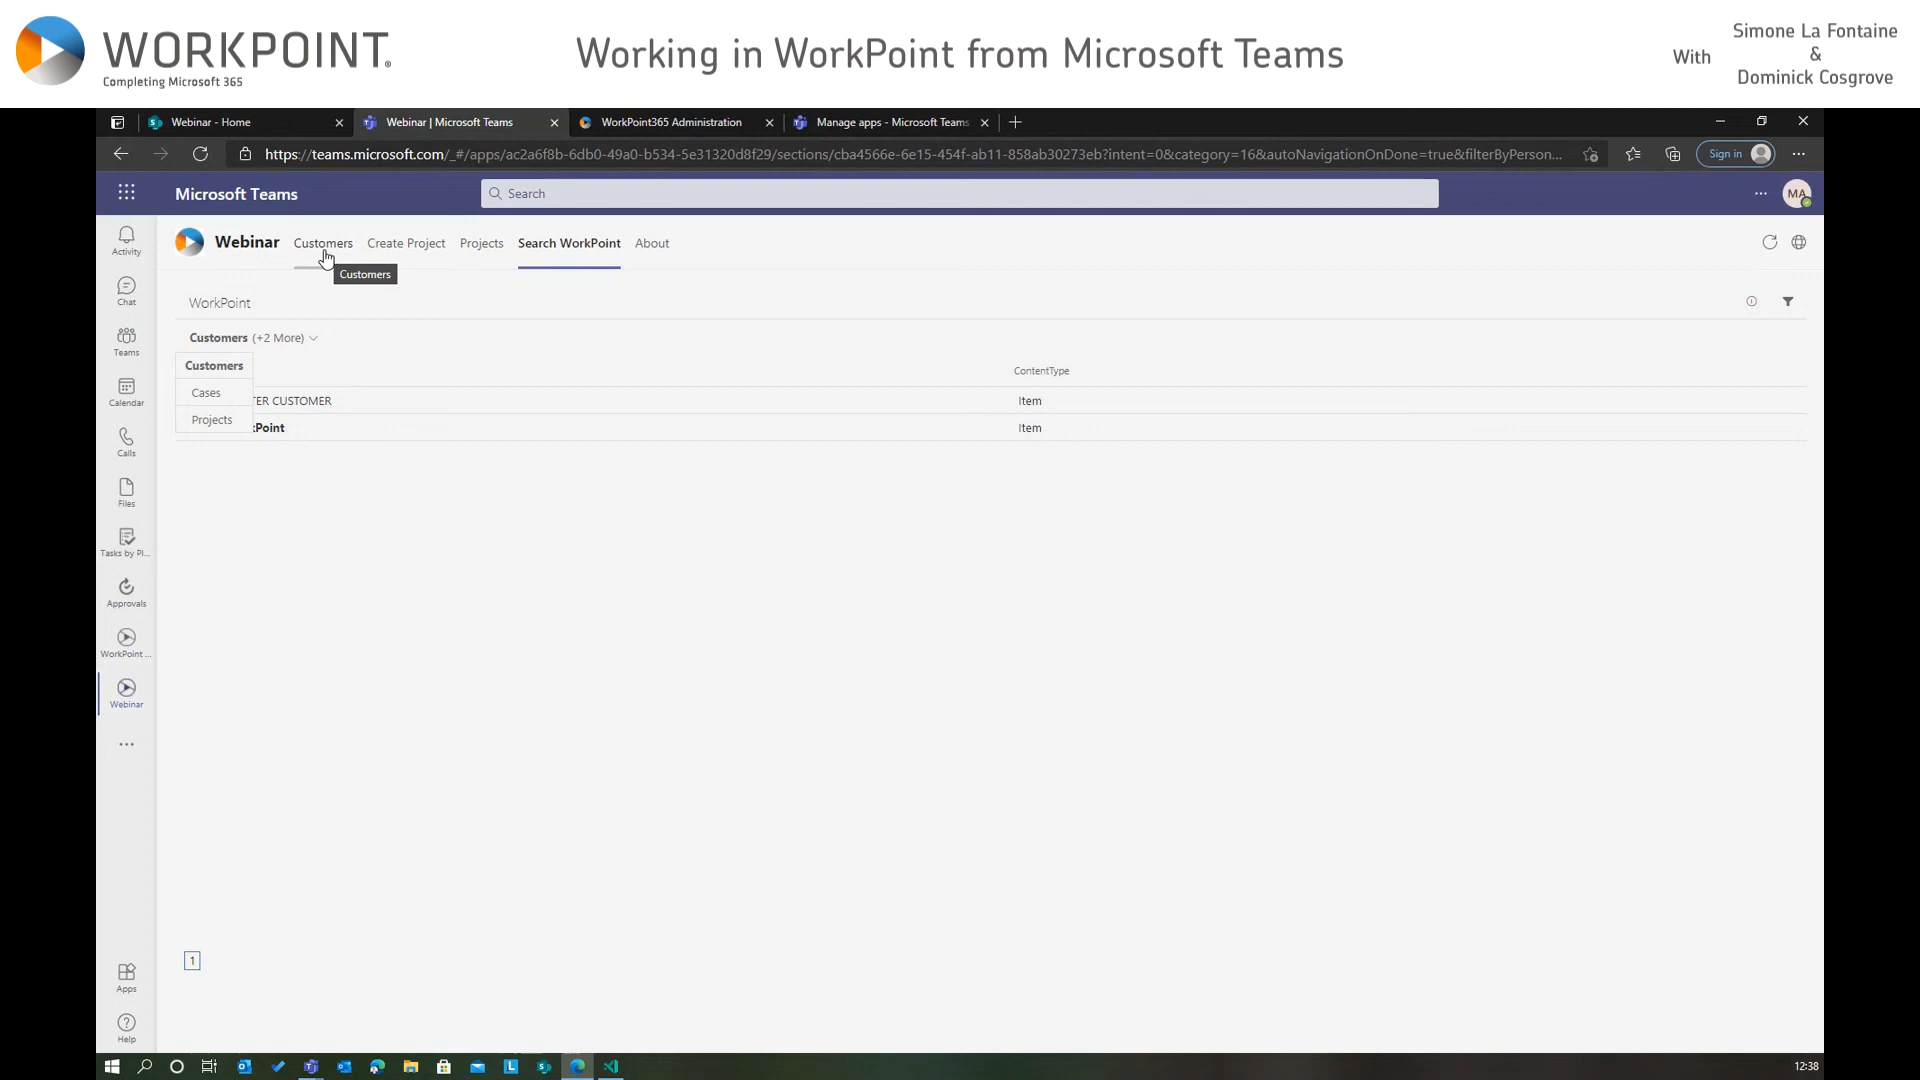 WORKPOINT®
Completing Microsoft 365
Working in WorkPoint from Microsoft Teams
With
Simone La Fontaine
&
Dominick Cosgrove
Webinar - Home
Webinar | Microsoft Teams
WorkPoint365 Administration
Manage apps - Microsoft Teams
https://teams.microsoft.com/_#/apps/ac2a6f8b-6db0-49a0-b534-5e31320d8f29/sections/cba4566e-6e15-454f-ab11-858ab30273eb?intent=0&category=16&autoNavigationOnDone=true&filterByPerson...
Sign in
Microsoft Teams
Search
MA
Webinar
Customers
Create Project
Projects
Search WorkPoint
About
Customers
WorkPoint
Customers (+2 More)
Customers
Cases
Projects
ContentType
TER CUSTOMER
Item
kPoint
Item
Activity
Chat
Teams
Calendar
Calls
Files
Tasks by Pl...
Approvals
WorkPoint ...
Webinar
Apps
Help
1
12:38